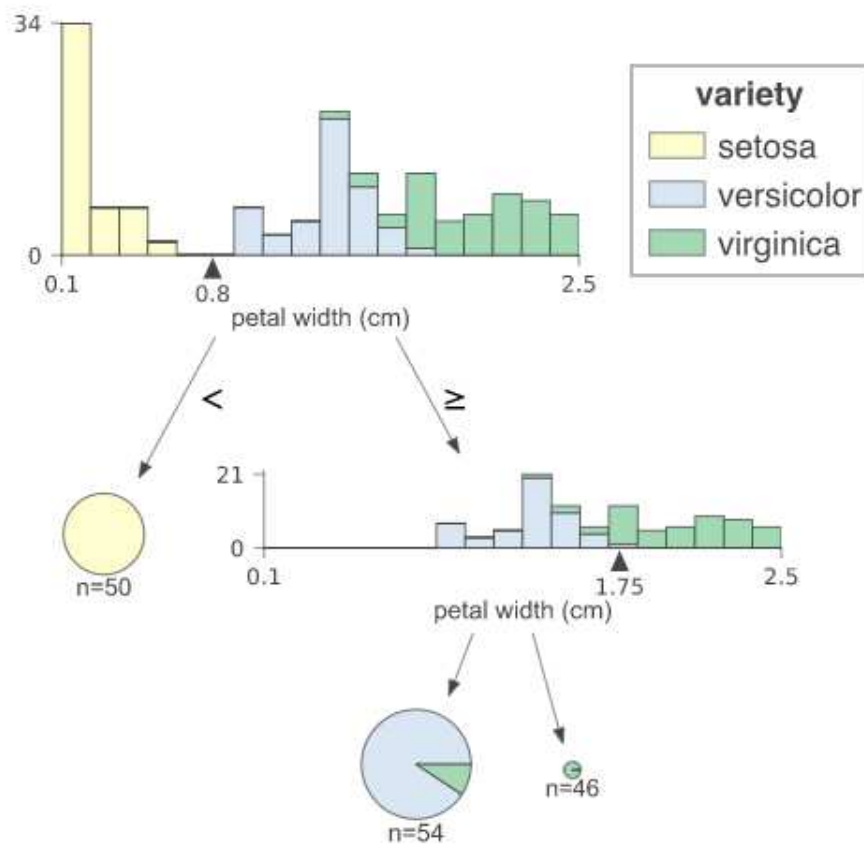 34
0
0.1
0.8
2.5
petal width (cm)
variety
setosa
versicolor
virginica
<
≥
n=50
21
0
0.1
1.75
2.5
petal width (cm)
n=54
n=46